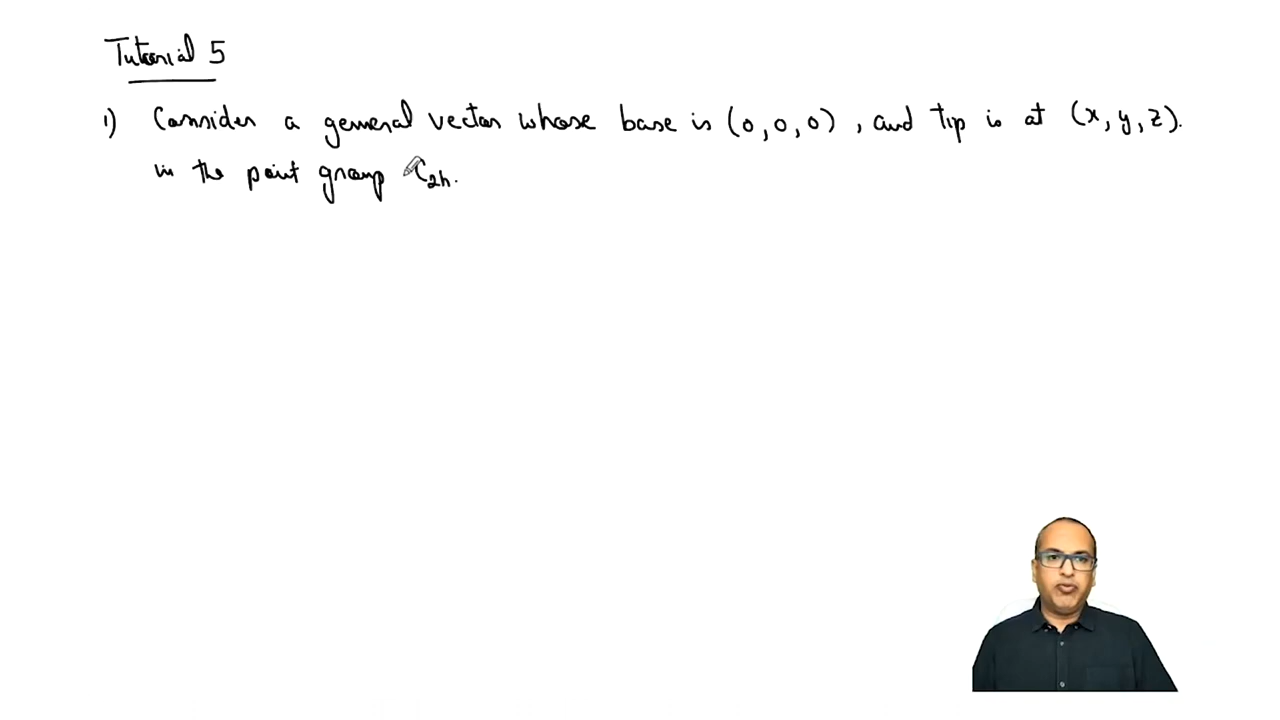 Tutorial 5
1) Consider a general vector whose base is (0, 0, 0), and tip is at (x, y, z).
in the point group C2h.